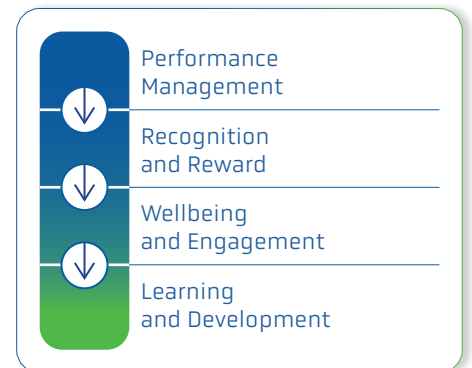 Performance
Management
Recognition
and Reward
Wellbeing
and Engagement
Learning
and Development